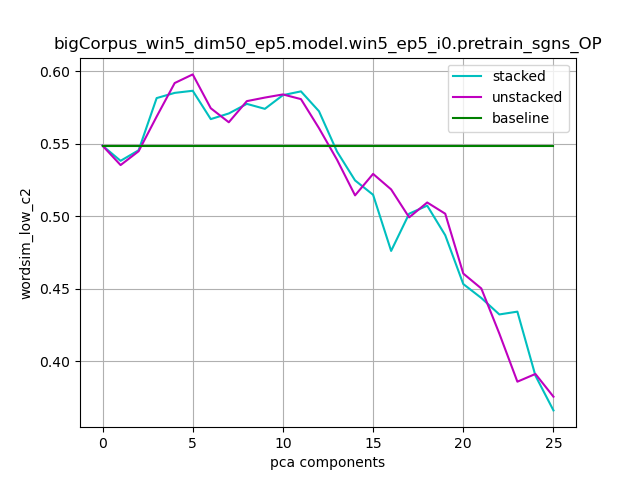 bigCorpus_win5_dim50_ep5.model.win5_ep5_i0.pretrain_sgns_OP
stacked
unstacked
baseline
0.60
0.55
0.50
0.45
0.40
wordsim_low_c2
0 5 10 15 20 25
pca components